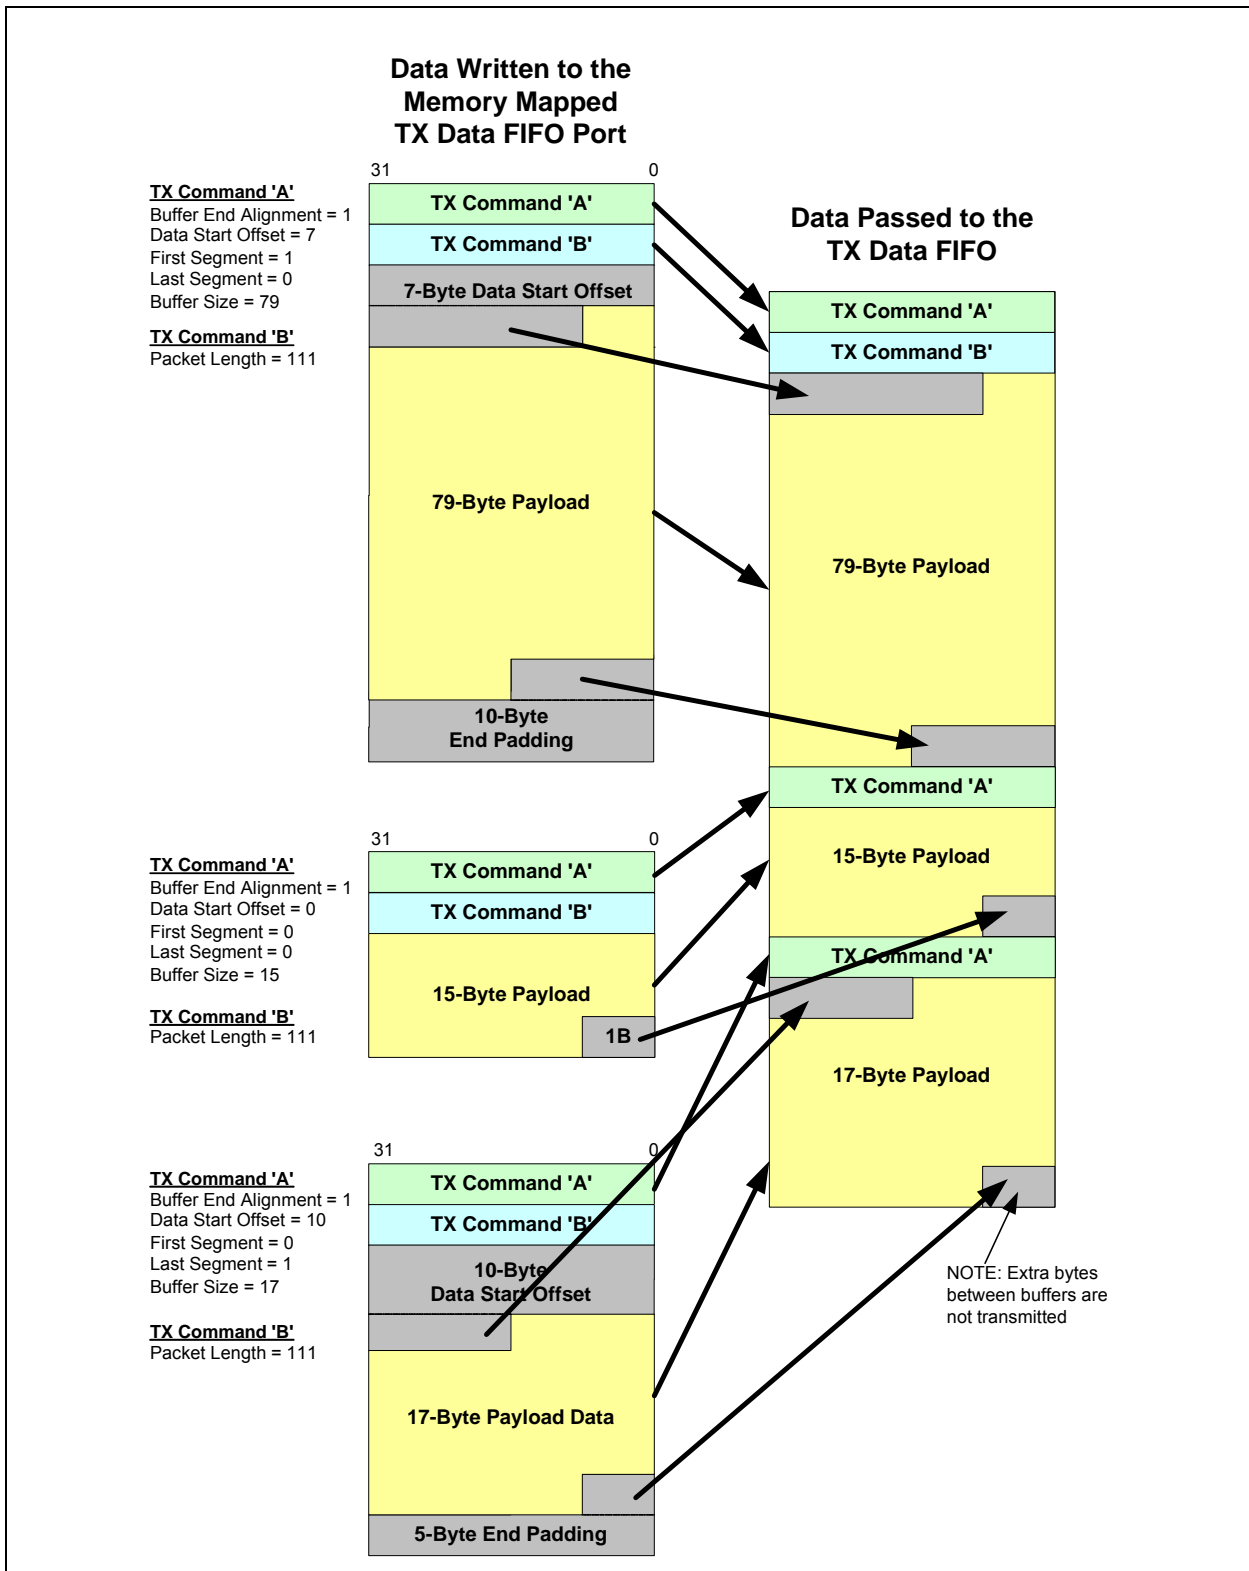 Data Written to the
Memory Mapped
TX Data FIFO Port
31 0
TX Command 'A'
Buffer End Alignment = 1
Data Start Offset = 7
First Segment = 1
Last Segment = 0
Buffer Size = 79
TX Command 'B'
Packet Length = 111
TX Command 'A'
TX Command 'B'
7-Byte Data Start Offset
79-Byte Payload
10-Byte
End Padding
Data Passed to the
TX Data FIFO
TX Command 'A'
TX Command 'B'
79-Byte Payload
TX Command 'A'
15-Byte Payload
TX Command 'A'
17-Byte Payload
NOTE: Extra bytes
between buffers are
not transmitted
31 0
TX Command 'A'
Buffer End Alignment = 1
Data Start Offset = 0
First Segment = 0
Last Segment = 0
Buffer Size = 15
TX Command 'B'
Packet Length = 111
TX Command 'A'
TX Command 'B'
15-Byte Payload
1B
31 0
TX Command 'A'
Buffer End Alignment = 1
Data Start Offset = 10
First Segment = 0
Last Segment = 1
Buffer Size = 17
TX Command 'B'
Packet Length = 111
TX Command 'A'
TX Command 'B'
10-Byte
Data Start Offset
17-Byte Payload Data
5-Byte End Padding